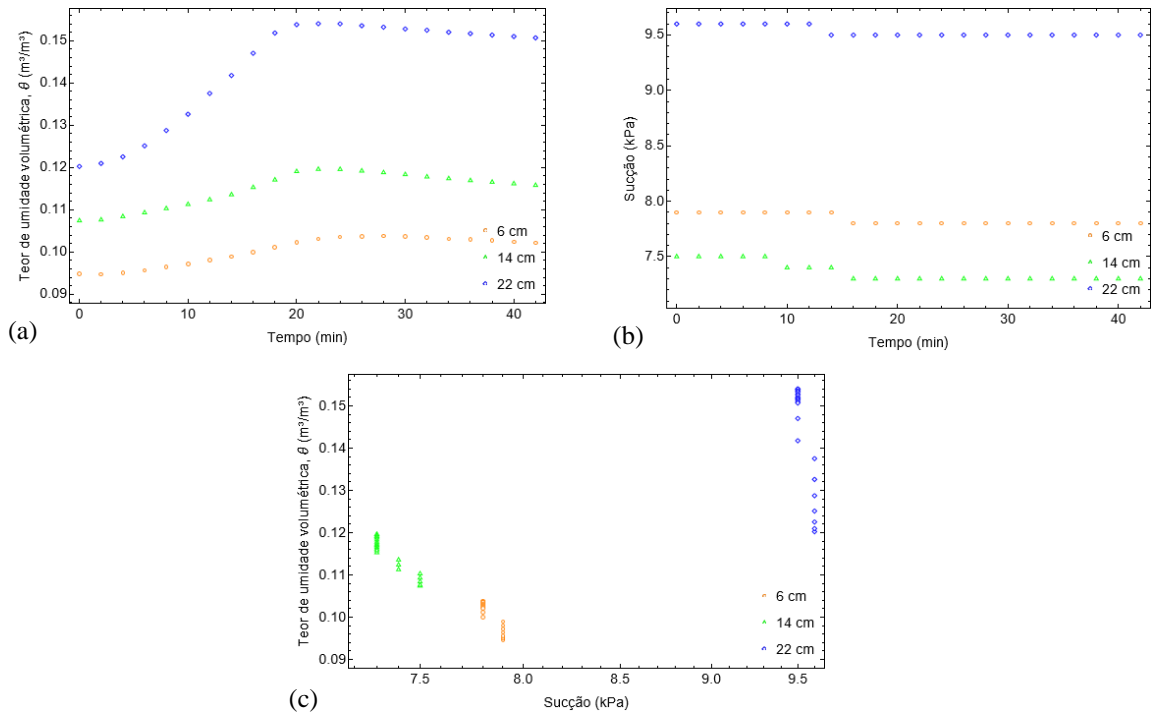 Teor de umidade volumétrica, θ (m³/m³)
0.15
0.14
0.13
0.12
0.11
0.10
0.09
6 cm
14 cm
22 cm
0
10
20
30
40
Tempo (min)
(a)
Sucção (kPa)
9.5
9.0
8.5
8.0
7.5
6 cm
14 cm
22 cm
0
10
20
30
40
Tempo (min)
(b)
Teor de umidade volumétrica, θ (m³/m³)
0.15
0.14
0.13
0.12
0.11
0.10
0.09
6 cm
14 cm
22 cm
7.5
8.0
8.5
9.0
9.5
Sucção (kPa)
(c)